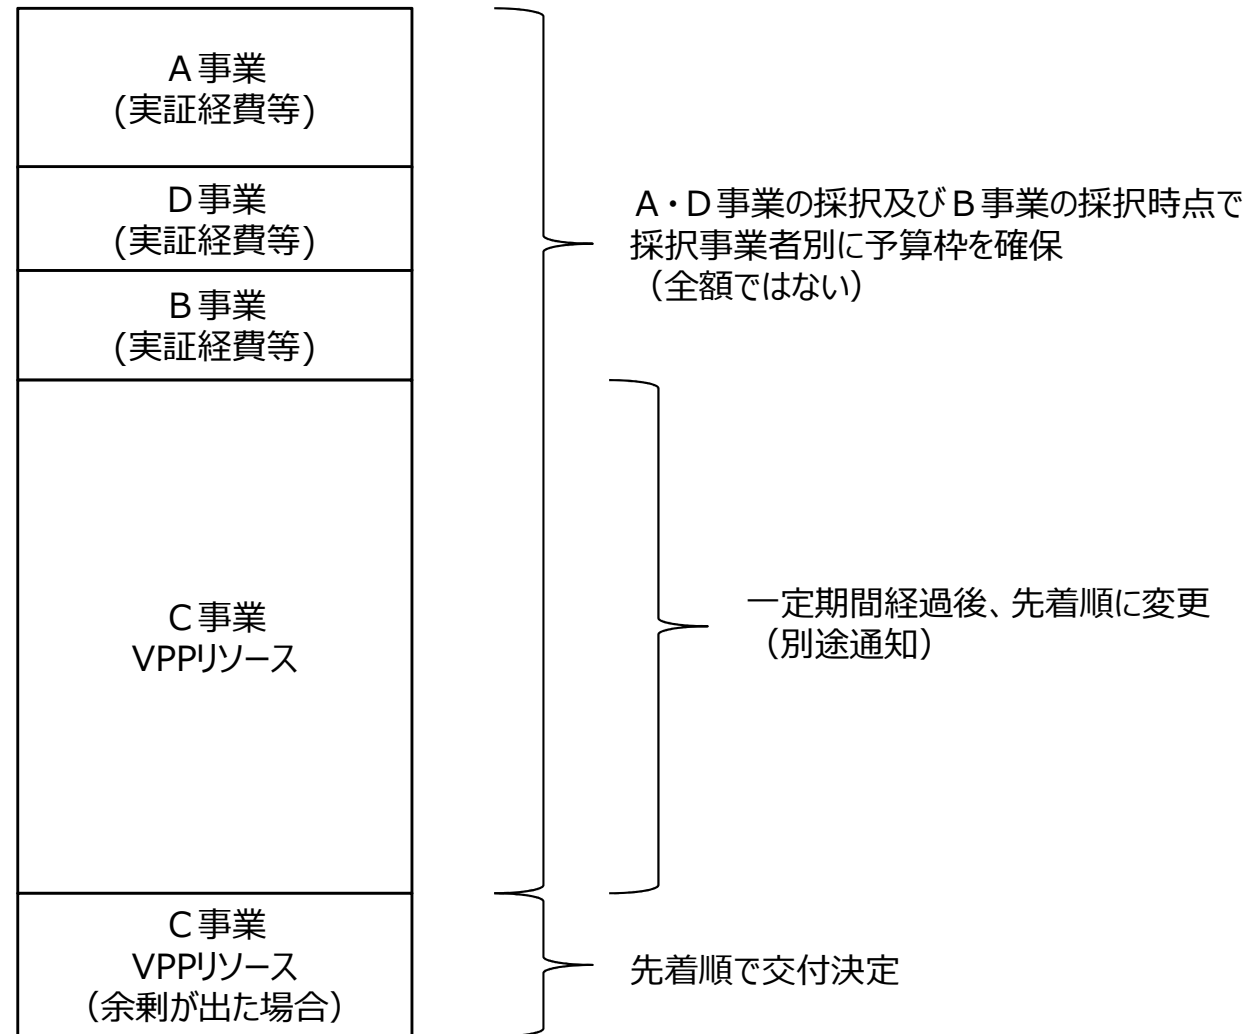 A事業
(実証経費等)
D事業
(実証経費等)
B事業
(実証経費等)
C事業
VPPリソース
C事業
VPPリソース
（余剰が出た場合）
A・D事業の採択及びB事業の採択時点で
採択事業者別に予算枠を確保
（全額ではない）
一定期間経過後、先着順に変更
（別途通知）
先着順で交付決定